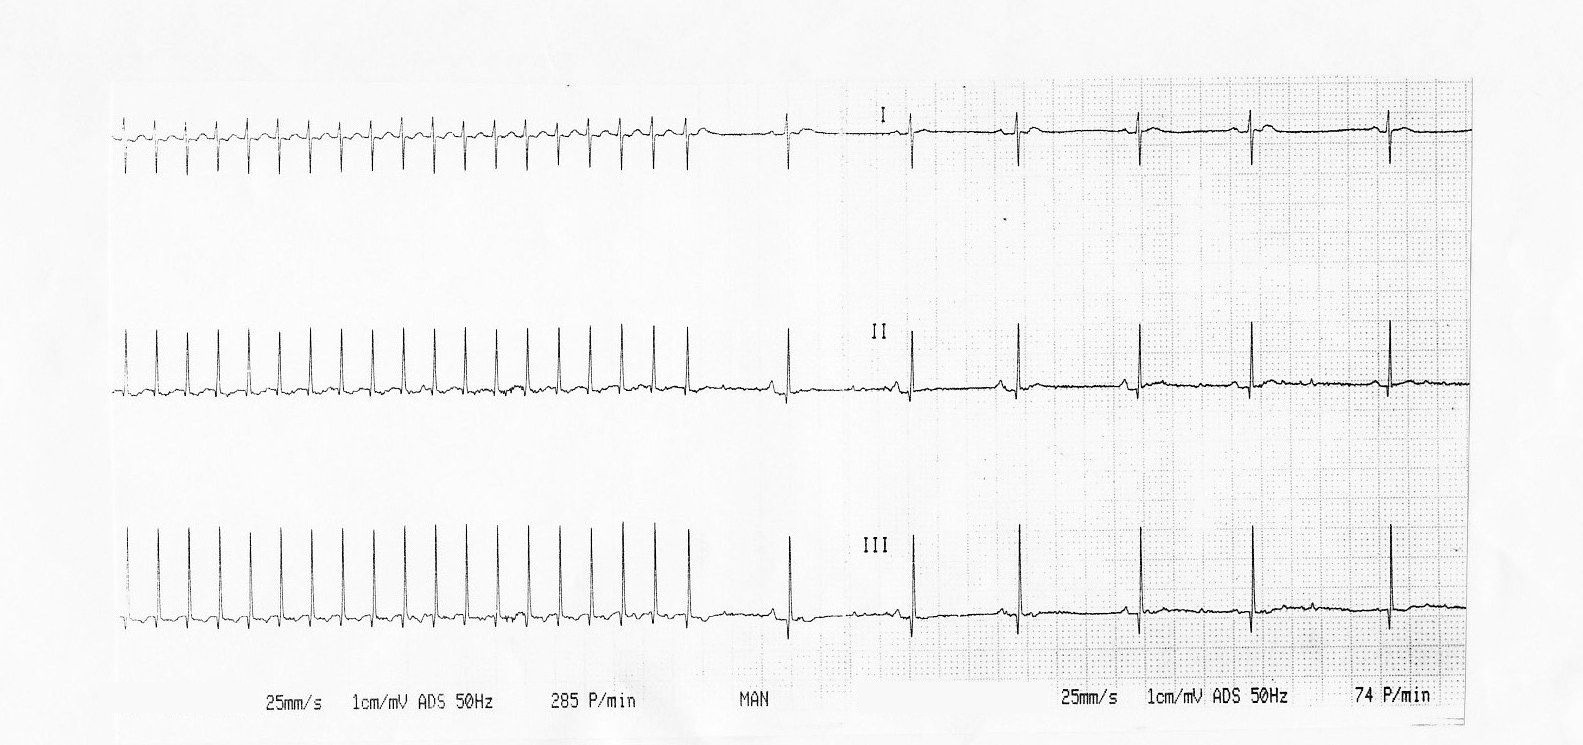 I
II
III
25mm/s 1cm/mV ADS 50Hz 285 P/min MAN 25mm/s 1cm/mV ADS 50Hz 74 P/min